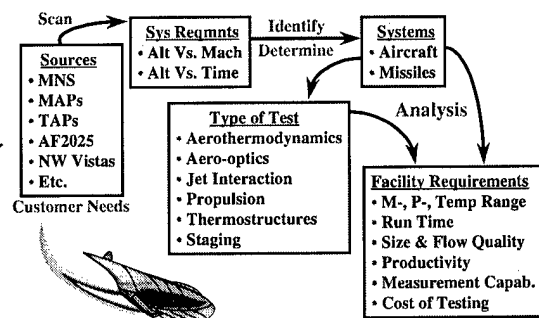 Scan
Sources
• MNS
• MAPs
• TAPs
• AF2025
• NW Vistas
• Etc.
Customer Needs
Sys Reqmnts
• Alt Vs. Mach
• Alt Vs. Time
Identify
Determine
Systems
• Aircraft
• Missiles
Type of Test
• Aerothermodynamics
• Aero-optics
• Jet Interaction
• Propulsion
• Thermostructures
• Staging
Analysis
Facility Requirements
• M-, P-, Temp Range
• Run Time
• Size & Flow Quality
• Productivity
• Measurement Capab.
• Cost of Testing